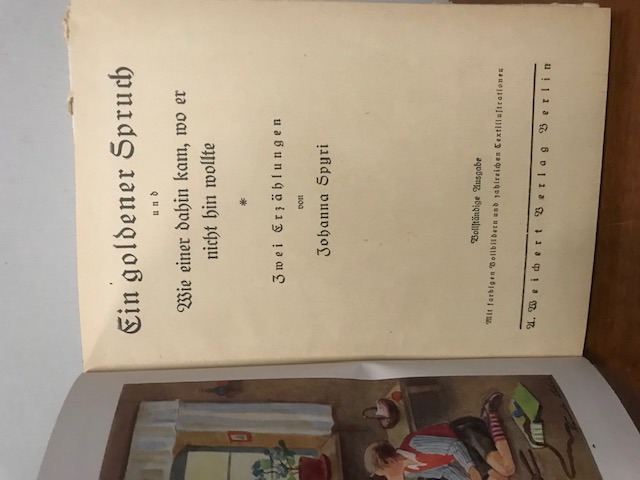 Ein goldener Spruch
und
Wie einer dahin kam, wo er
nicht hin wollte
*
Zwei Erzählungen
von
Johanna Spyri
Vollständige Ausgabe
Mit farbigen Vollbildern und zahlreichen Textillustrationen
A. Weichert Verlag Berlin